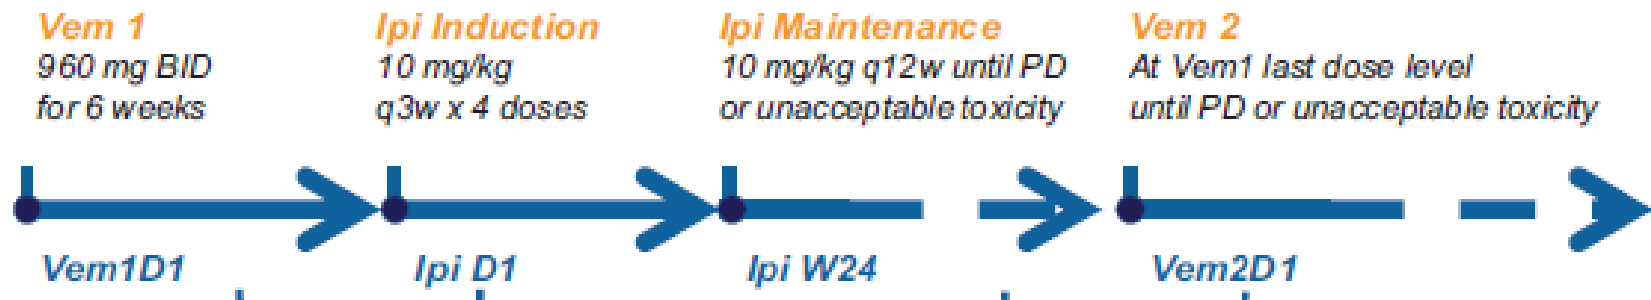 Vem 1
960 mg BID
for 6 weeks
Ipi Induction
10 mg/kg
q3w x 4 doses
Ipi Maintenance
10 mg/kg q12w until PD
or unacceptable toxicity
Vem 2
At Vem1 last dose level
until PD or unacceptable toxicity
Vem1D1
Ipi D1
Ipi W24
Vem2D1